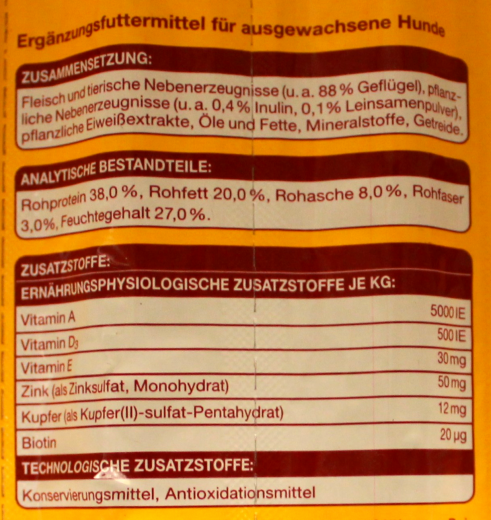 Ergänzungsfuttermittel für ausgewachsene Hunde
ZUSAMMENSETZUNG:
Fleisch und tierische Nebenerzeugnisse (u. a. 88 % Geflügel), pflanz-
liche Nebenerzeugnisse (u. a. 0,4 % Inulin, 0,1 % Leinsamenpulver),
pflanzliche Eiweißextrakte, Öle und Fette, Mineralstoffe, Getreide.
ANALYTISCHE BESTANDTEILE:
Rohprotein 38,0 %, Rohfett 20,0 %, Rohasche 8,0 %, Rohfaser
3,0%, Feuchtegehalt 27,0 %.
ZUSATZSTOFFE:
ERNÄHRUNGSPHYSIOLOGISCHE ZUSATZSTOFFE JE KG:
Vitamin A 5000 IE
Vitamin D₃ 500 IE
Vitamin E 30 mg
Zink (als Zinksulfat, Monohydrat) 50 mg
Kupfer (als Kupfer(II)-sulfat-Pentahydrat) 12 mg
Biotin 20 µg
TECHNOLOGISCHE ZUSATZSTOFFE:
Konservierungsmittel, Antioxidationsmittel